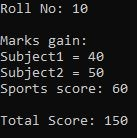 Roll No: 10
Marks gain:
Subject1 = 40
Subject2 = 50
Sports score: 60
Total Score: 150